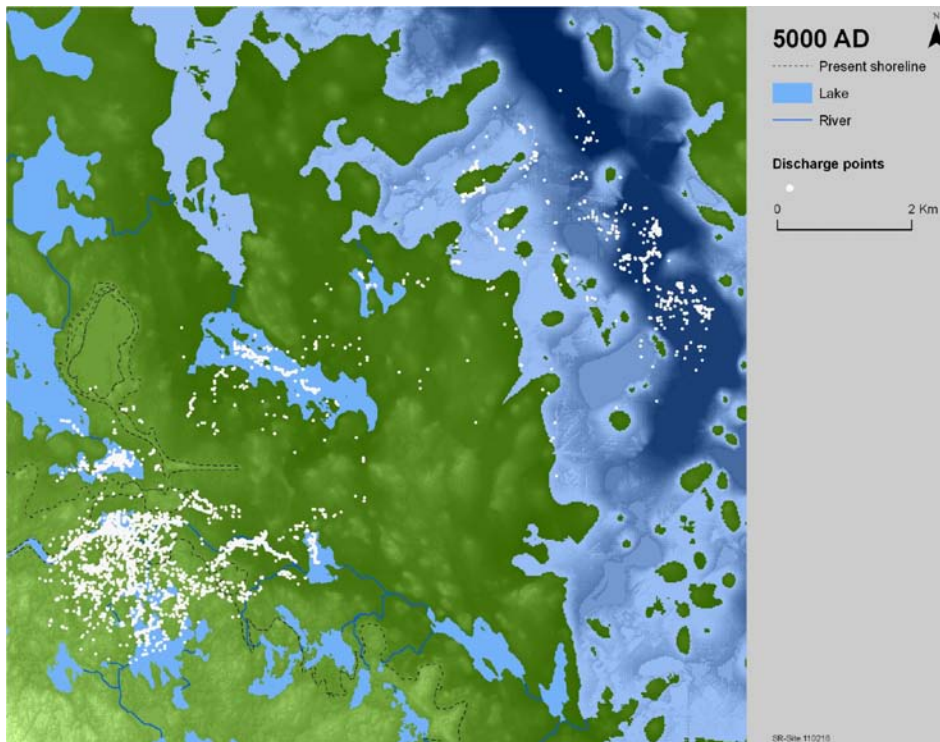 N
5000 AD
Present shoreline
Lake
River
Discharge points
0 2 Km
SR-Site 110216